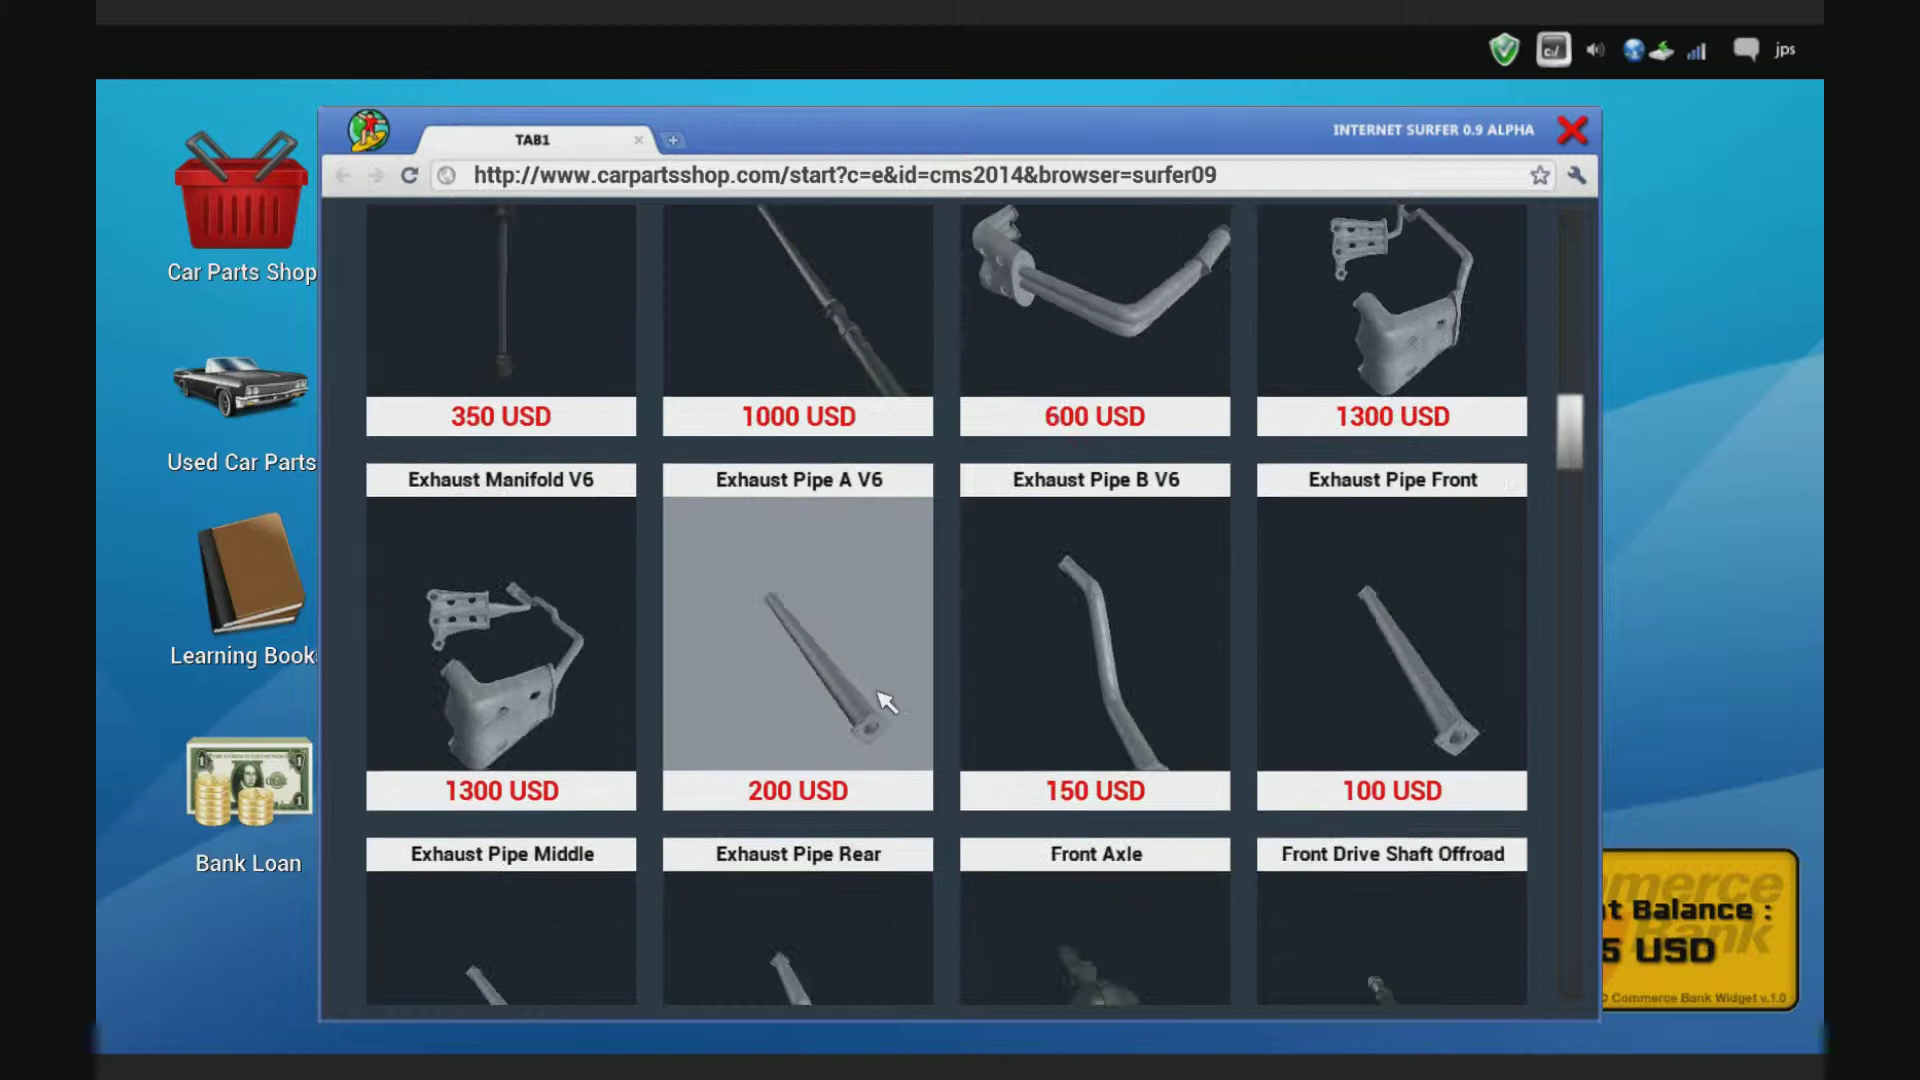 c:/
jps
TAB1
INTERNET SURFER 0.9 ALPHA
http://www.carpartsshop.com/start?c=e&id=cms2014&browser=surfer09
Car Parts Shop
350 USD
1000 USD
600 USD
1300 USD
Used Car Parts
Exhaust Manifold V6
Exhaust Pipe A V6
Exhaust Pipe B V6
Exhaust Pipe Front
Learning Book
1300 USD
200 USD
150 USD
100 USD
Bank Loan
Exhaust Pipe Middle
Exhaust Pipe Rear
Front Axle
Front Drive Shaft Offroad
t Balance :
5 USD
Commerce Bank Widget v.1.0